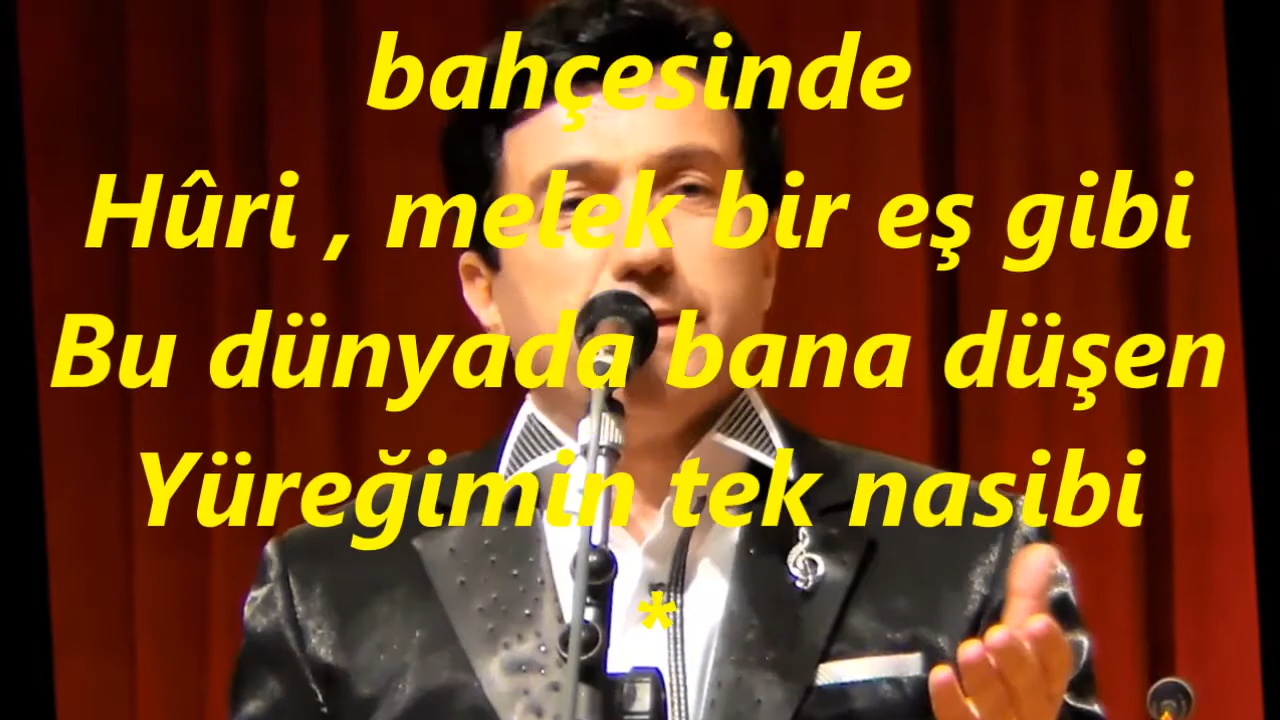 bahçesinde
Hûri , melek bir eş gibi
Bu dünyada bana düşen
Yüreğimin tek nasibi
*